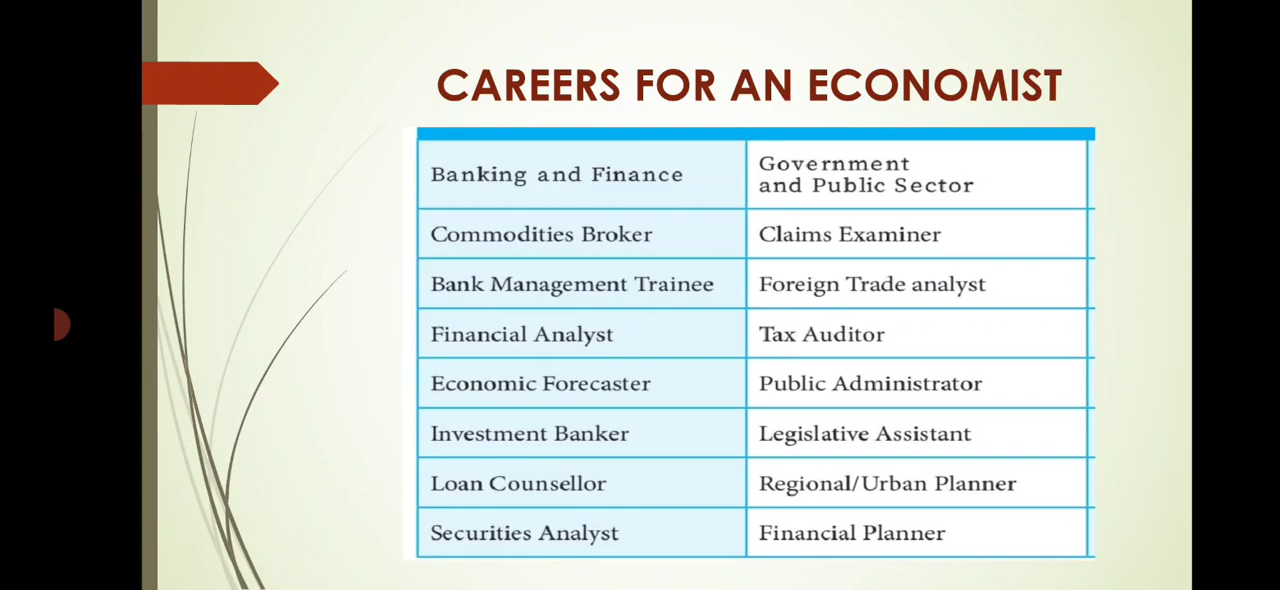 CAREERS FOR AN ECONOMIST
Banking and Finance
Government
and Public Sector
Commodities Broker
Claims Examiner
Bank Management Trainee
Foreign Trade analyst
Financial Analyst
Tax Auditor
Economic Forecaster
Public Administrator
Investment Banker
Legislative Assistant
Loan Counsellor
Regional/Urban Planner
Securities Analyst
Financial Planner